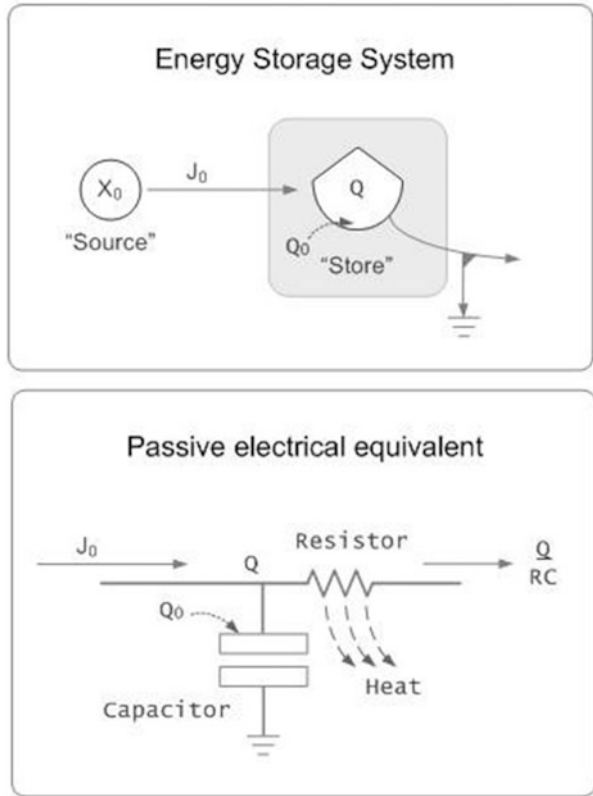 Energy Storage System
J₀
X₀
Q
Q₀
“Source”
“Store”
Passive electrical equivalent
J₀
Resistor
Q
Q
RC
Q₀
Heat
Capacitor